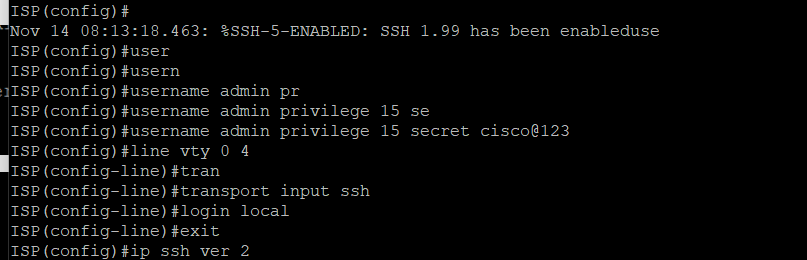 ISP(config)#
Nov 14 08:13:18.463: %SSH-5-ENABLED: SSH 1.99 has been enableduse
ISP(config)#user
ISP(config)#usern
ISP(config)#username admin pr
ISP(config)#username admin privilege 15 se
ISP(config)#username admin privilege 15 secret cisco@123
ISP(config)#line vty 0 4
ISP(config-line)#tran
ISP(config-line)#transport input ssh
ISP(config-line)#login local
ISP(config-line)#exit
ISP(config)#ip ssh ver 2